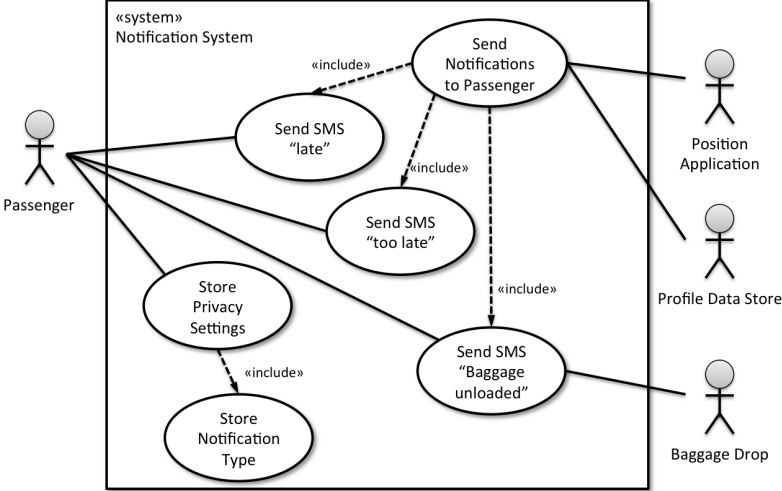 «system»
Notification System
Send
Notifications
to Passenger
«include»
Send SMS
“late”
«include»
Position
Application
Passenger
Send SMS
“too late”
Store
Privacy
Settings
«include»
Profile Data Store
Send SMS
“Baggage
unloaded”
«include»
Store
Notification
Type
Baggage Drop